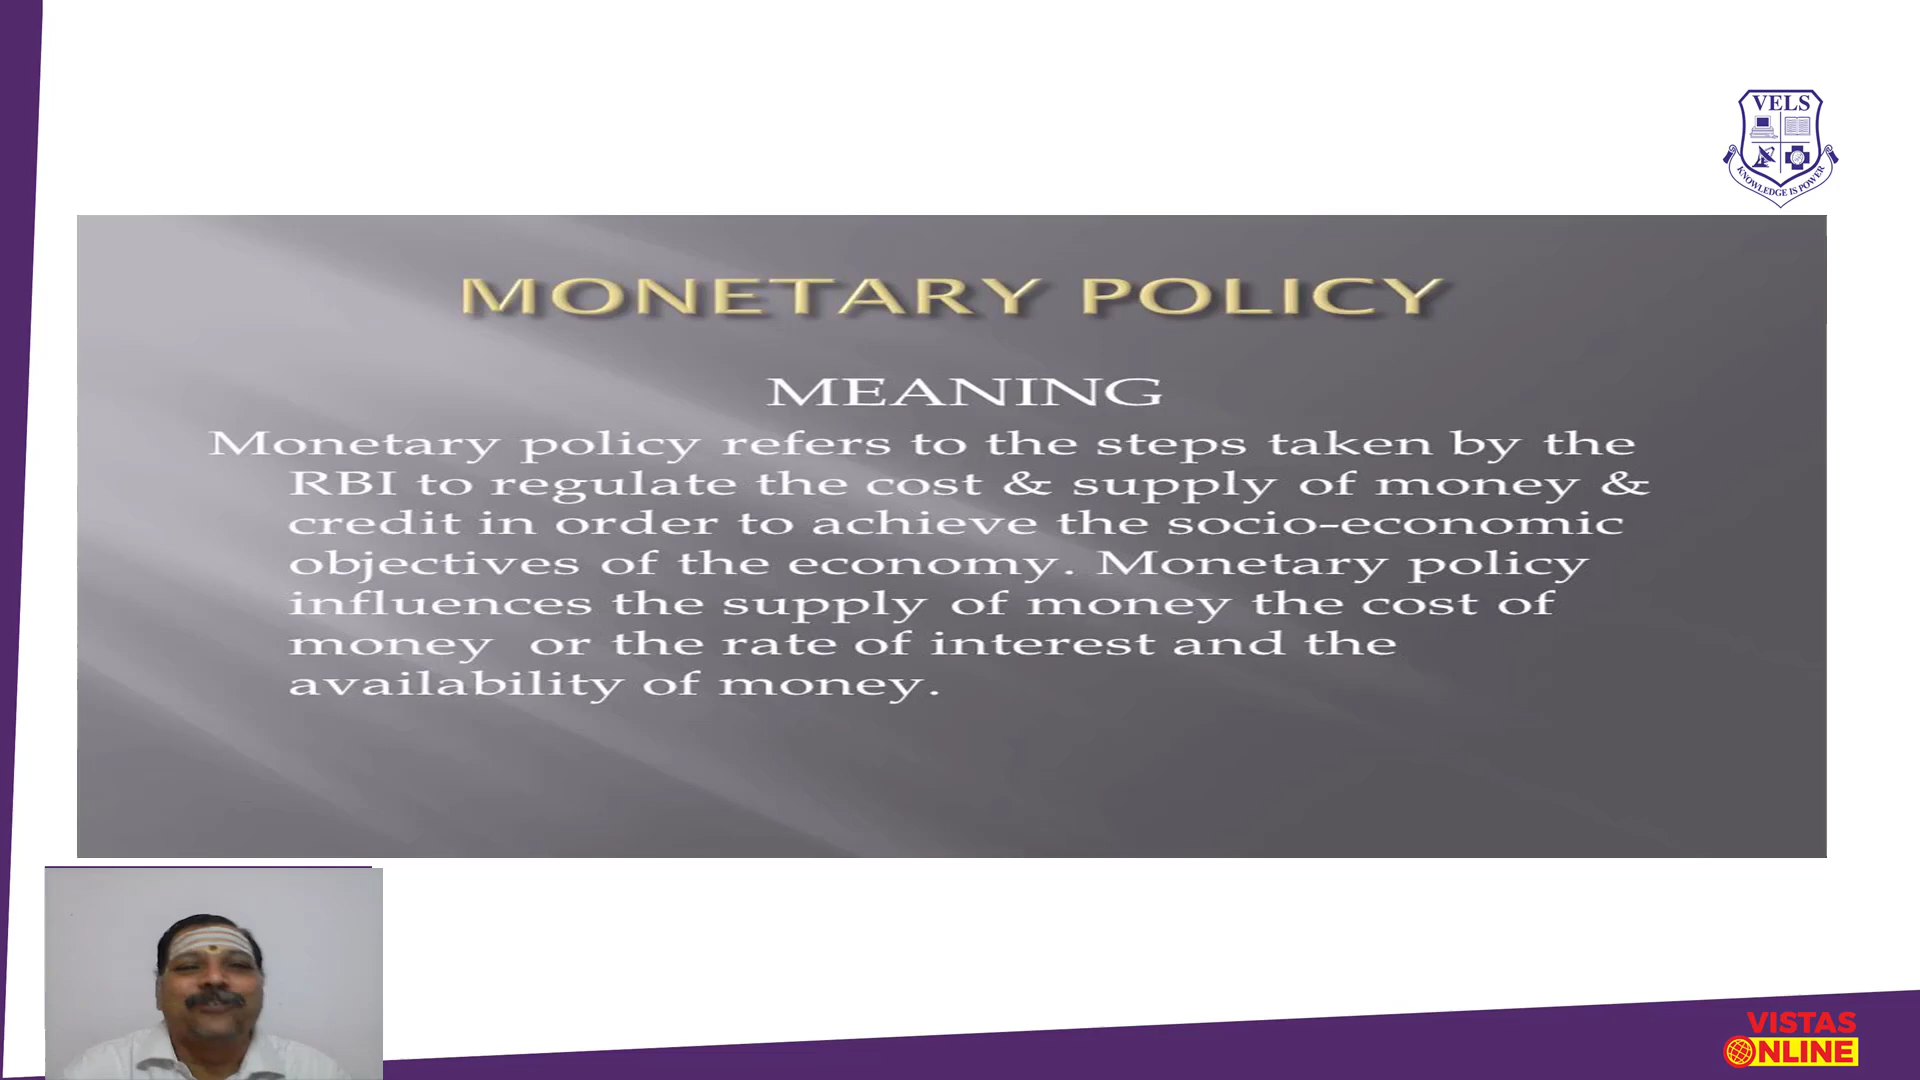 VELS
KNOWLEDGE IS POWER
MONETARY POLICY
MEANING
Monetary policy refers to the steps taken by the
RBI to regulate the cost & supply of money &
credit in order to achieve the socio-economic
objectives of the economy. Monetary policy
influences the supply of money the cost of
money or the rate of interest and the
availability of money.
VISTAS
ONLINE